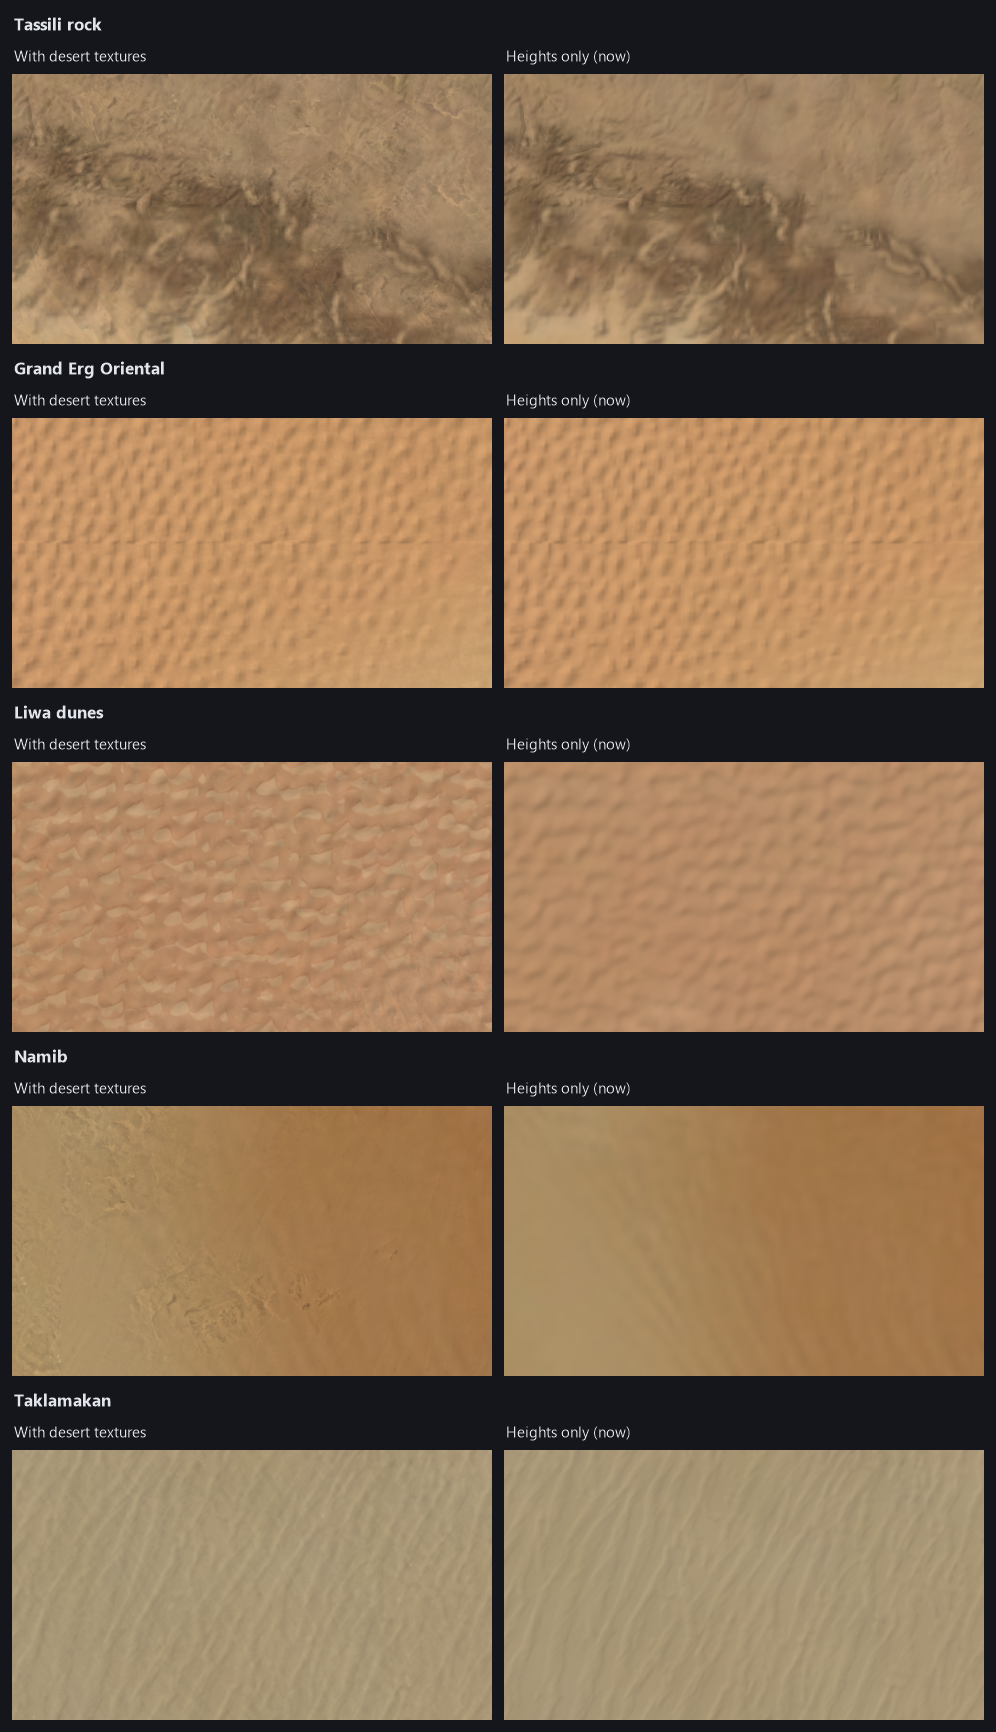 Tassili rock
With desert textures
Heights only (now)
Grand Erg Oriental
With desert textures
Heights only (now)
Liwa dunes
With desert textures
Heights only (now)
Namib
With desert textures
Heights only (now)
Taklamakan
With desert textures
Heights only (now)